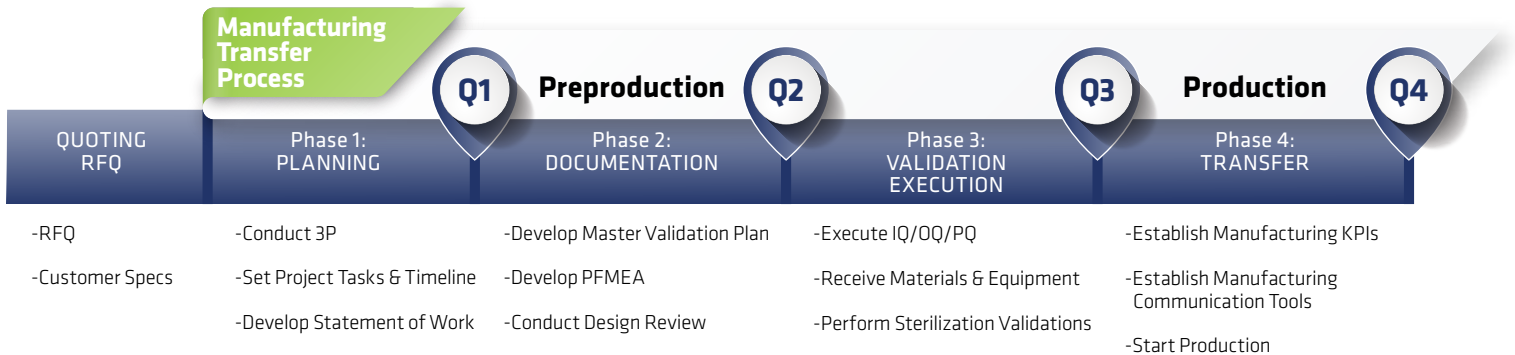 Manufacturing
Transfer
Process
Q1
Preproduction
Q2
Q3
Production
Q4
QUOTING
RFQ
Phase 1:
PLANNING
Phase 2:
DOCUMENTATION
Phase 3:
VALIDATION
EXECUTION
Phase 4:
TRANSFER
-RFQ
-Customer Specs
-Conduct 3P
-Set Project Tasks & Timeline
-Develop Statement of Work
-Develop Master Validation Plan
-Develop PFMEA
-Conduct Design Review
-Execute IQ/OQ/PQ
-Receive Materials & Equipment
-Perform Sterilization Validations
-Establish Manufacturing KPIs
-Establish Manufacturing
Communication Tools
-Start Production